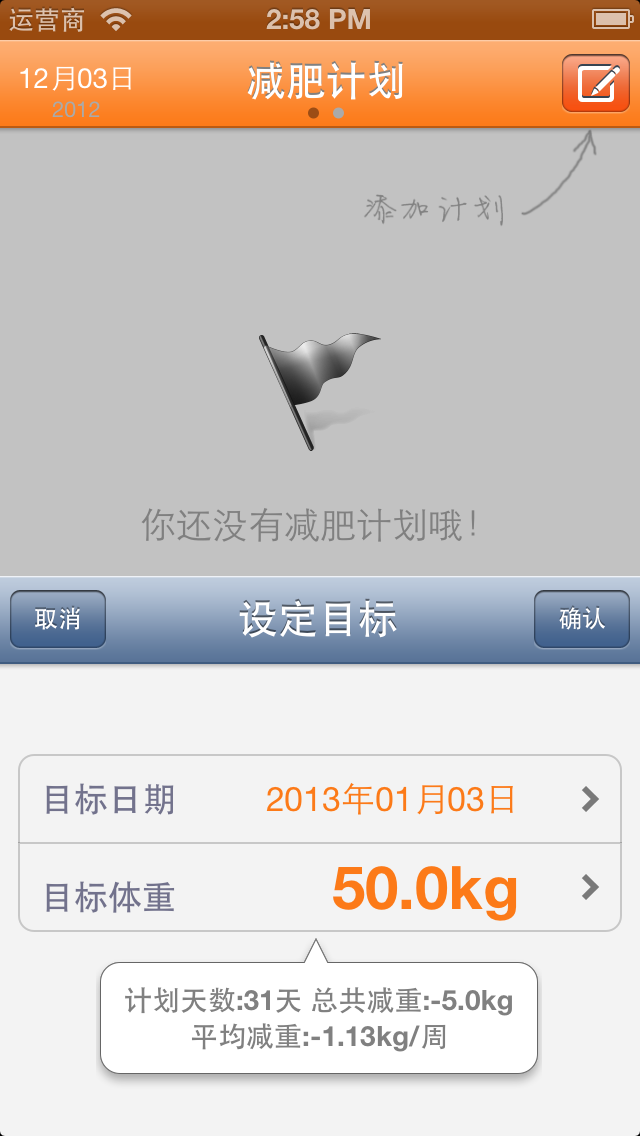 运营商 2:58 PM
12月03日 减肥计划
2012
添加计划
你还没有减肥计划哦！
取消 设定目标 确认
目标日期 2013年01月03日
目标体重 50.0kg
计划天数:31天 总共减重:-5.0kg
平均减重:-1.13kg/周